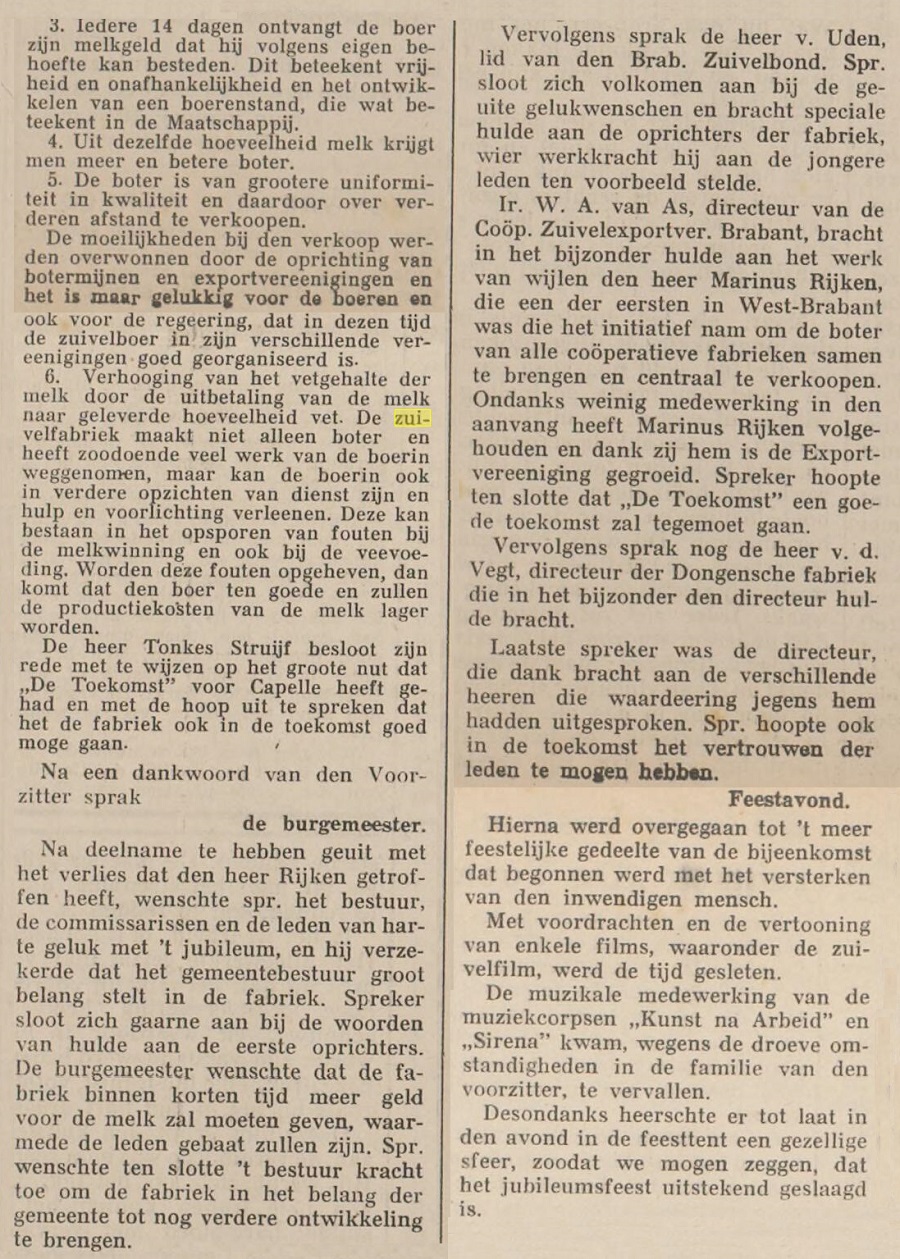 3. Iedere 14 dagen ontvangt de boer
zijn melkgeld dat hij volgens eigen be-
hoefte kan besteden. Dit beteekent vrij-
heid en onafhankelijkheid en het ontwik-
kelen van een boerenstand, die wat be-
teekent in de Maatschappij.
4. Uit dezelfde hoeveelheid melk krijgt
men meer en betere boter.
5. De boter is van grootere uniformi-
teit in kwaliteit en daardoor over ver-
deren afstand te verkoopen.
De moeilijkheden bij den verkoop wer-
den overwonnen door de oprichting van
botermijnen en exportvereenigingen en
het is maar gelukkig voor de boeren en
ook voor de regeering, dat in dezen tijd
de zuivelboer in zijn verschillende ver-
eenigingen goed georganiseerd is.
6. Verhooging van het vetgehalte der
melk door de uitbetaling van de melk
naar geleverde hoeveelheid vet. De zui-
velfabriek maakt niet alleen boter en
heeft zoodoende veel werk van de boerin
weggenomen, maar kan de boerin ook
in verdere opzichten van dienst zijn en
hulp en voorlichting verleenen. Deze kan
bestaan in het opsporen van fouten bij
de melkwinning en ook bij de veevoe-
ding. Worden deze fouten opgeheven, dan
komt dat den boer ten goede en zullen
de productiekosten van de melk lager
worden.
De heer Tonkes Struijf besloot zijn
rede met te wijzen op het groote nut dat
„De Toekomst” voor Capelle heeft ge-
had en met de hoop uit te spreken dat
het de fabriek ook in de toekomst goed
moge gaan.
Na een dankwoord van den Voor-
zitter sprak
de burgemeester.
Na deelname te hebben geuit met
het verlies dat den heer Rijken getrof-
fen heeft, wenschte spr. het bestuur,
de commissarissen en de leden van har-
te geluk met 't jubileum, en hij verze-
kerde dat het gemeentebestuur groot
belang stelt in de fabriek. Spreker
sloot zich gaarne aan bij de woorden
van hulde aan de eerste oprichters.
De burgemeester wenschte dat de fa-
briek binnen korten tijd meer geld
voor de melk zal moeten geven, waar-
mede de leden gebaat zullen zijn. Spr.
wenschte ten slotte 't bestuur kracht
toe om de fabriek in het belang der
gemeente tot nog verdere ontwikkeling
te brengen.
Vervolgens sprak de heer v. Uden,
lid van den Brab. Zuivelbond. Spr.
sloot zich volkomen aan bij de ge-
uite gelukwenschen en bracht speciale
hulde aan de oprichters der fabriek,
wier werkkracht hij aan de jongere
leden ten voorbeeld stelde.
Ir. W. A. van As, directeur van de
Coöp. Zuivelexportver. Brabant, bracht
in het bijzonder hulde aan het werk
van wijlen den heer Marinus Rijken,
die een der eersten in West-Brabant
was die het initiatief nam om de boter
van alle coöperatieve fabrieken samen
te brengen en centraal te verkoopen.
Ondanks weinig medewerking in den
aanvang heeft Marinus Rijken volge-
houden en dank zij hem is de Export-
vereeniging gegroeid. Spreker hoopte
ten slotte dat „De Toekomst” een goe-
de toekomst zal tegemoet gaan.
Vervolgens sprak nog de heer v. d.
Vegt, directeur der Dongensche fabriek
die in het bijzonder den directeur hul-
de bracht.
Laatste spreker was de directeur,
die dank bracht aan de verschillende
heeren die waardeering jegens hem
hadden uitgesproken. Spr. hoopte ook
in de toekomst het vertrouwen der
leden te mogen hebben.
Feestavond.
Hierna werd overgegaan tot 't meer
feestelijke gedeelte van de bijeenkomst
dat begonnen werd met het versterken
van den inwendigen mensch.
Met voordrachten en de vertooning
van enkele films, waaronder de zui-
velfilm, werd de tijd gesleten.
De muzikale medewerking van de
muziekcorpsen „Kunst na Arbeid” en
„Sirena” kwam, wegens de droeve om-
standigheden in de familie van den
voorzitter, te vervallen.
Desondanks heerschte er tot laat in
den avond in de feesttent een gezellige
sfeer, zoodat we mogen zeggen, dat
het jubileumsfeest uitstekend geslaagd
is.